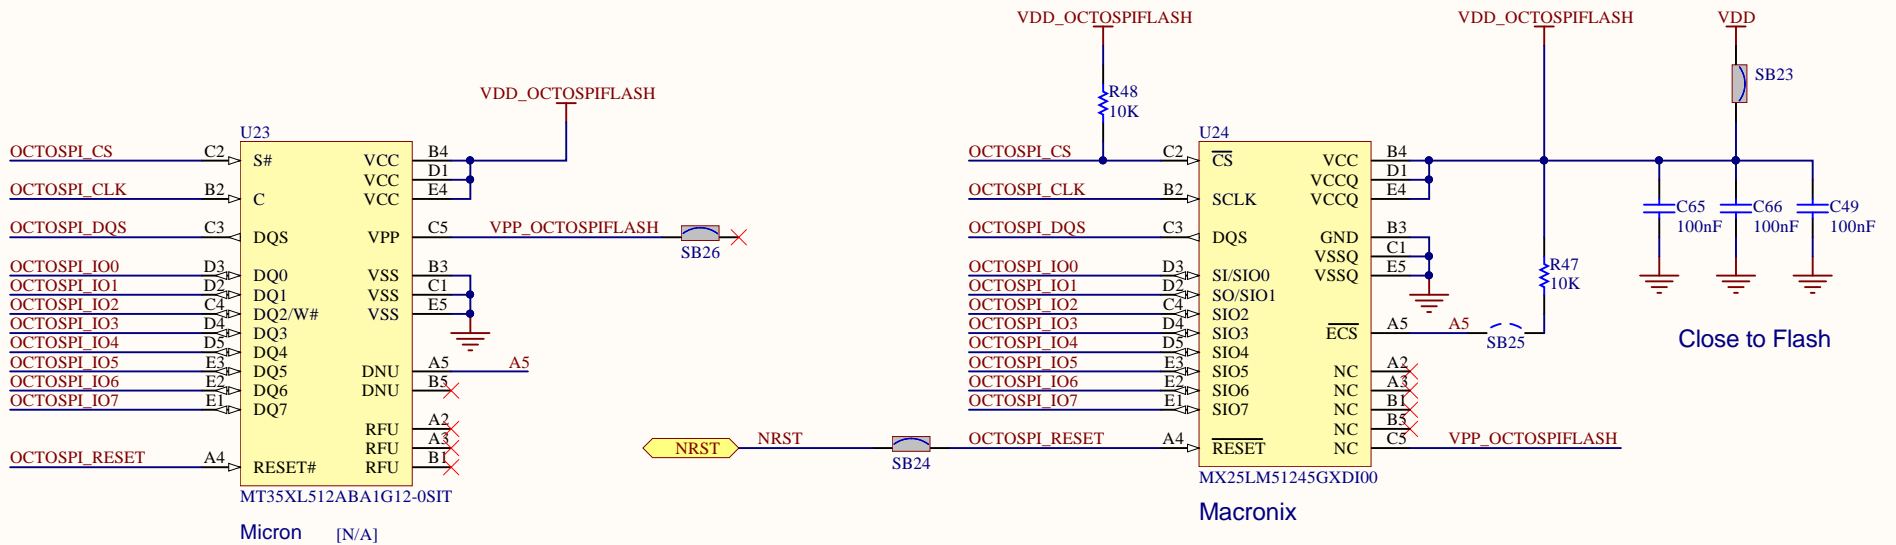 VDD_OCTOSPIFLASH
VDD_OCTOSPIFLASH
VDD
SB23
R48
10K
VDD_OCTOSPIFLASH
U23
OCTOSPI_CS C2 S# VCC B4
VCC D1
OCTOSPI_CLK B2 C VCC E4
OCTOSPI_DQS C3 DQS VPP C5 VPP_OCTOSPIFLASH
SB26
OCTOSPI_IO0 D3 DQ0 VSS B3
OCTOSPI_IO1 D2 DQ1 VSS C1
OCTOSPI_IO2 C4 DQ2/W# VSS E5
OCTOSPI_IO3 D4 DQ3
OCTOSPI_IO4 D5 DQ4
OCTOSPI_IO5 E3 DQ5 DNU A5 A5
OCTOSPI_IO6 E2 DQ6 DNU B5
OCTOSPI_IO7 E1 DQ7
RFU A2
RFU A3
OCTOSPI_RESET A4 RESET# RFU B1
MT35XL512ABA1G12-0SIT
Micron [N/A]
U24
OCTOSPI_CS C2 CS VCC B4
VCCQ D1
OCTOSPI_CLK B2 SCLK VCCQ E4
OCTOSPI_DQS C3 DQS GND B3
VSSQ C1
OCTOSPI_IO0 D3 SI/SIO0 VSSQ E5
OCTOSPI_IO1 D2 SO/SIO1
OCTOSPI_IO2 C4 SIO2
OCTOSPI_IO3 D4 SIO3 ECS A5 A5
SB25
OCTOSPI_IO4 D5 SIO4
OCTOSPI_IO5 E3 SIO5 NC A2
OCTOSPI_IO6 E2 SIO6 NC A3
OCTOSPI_IO7 E1 SIO7 NC B1
NC B5
NRST NRST SB24 OCTOSPI_RESET A4 RESET NC C5 VPP_OCTOSPIFLASH
MX25LM51245GXDI00
Macronix
R47
10K
C65
100nF
C66
100nF
C49
100nF
Close to Flash